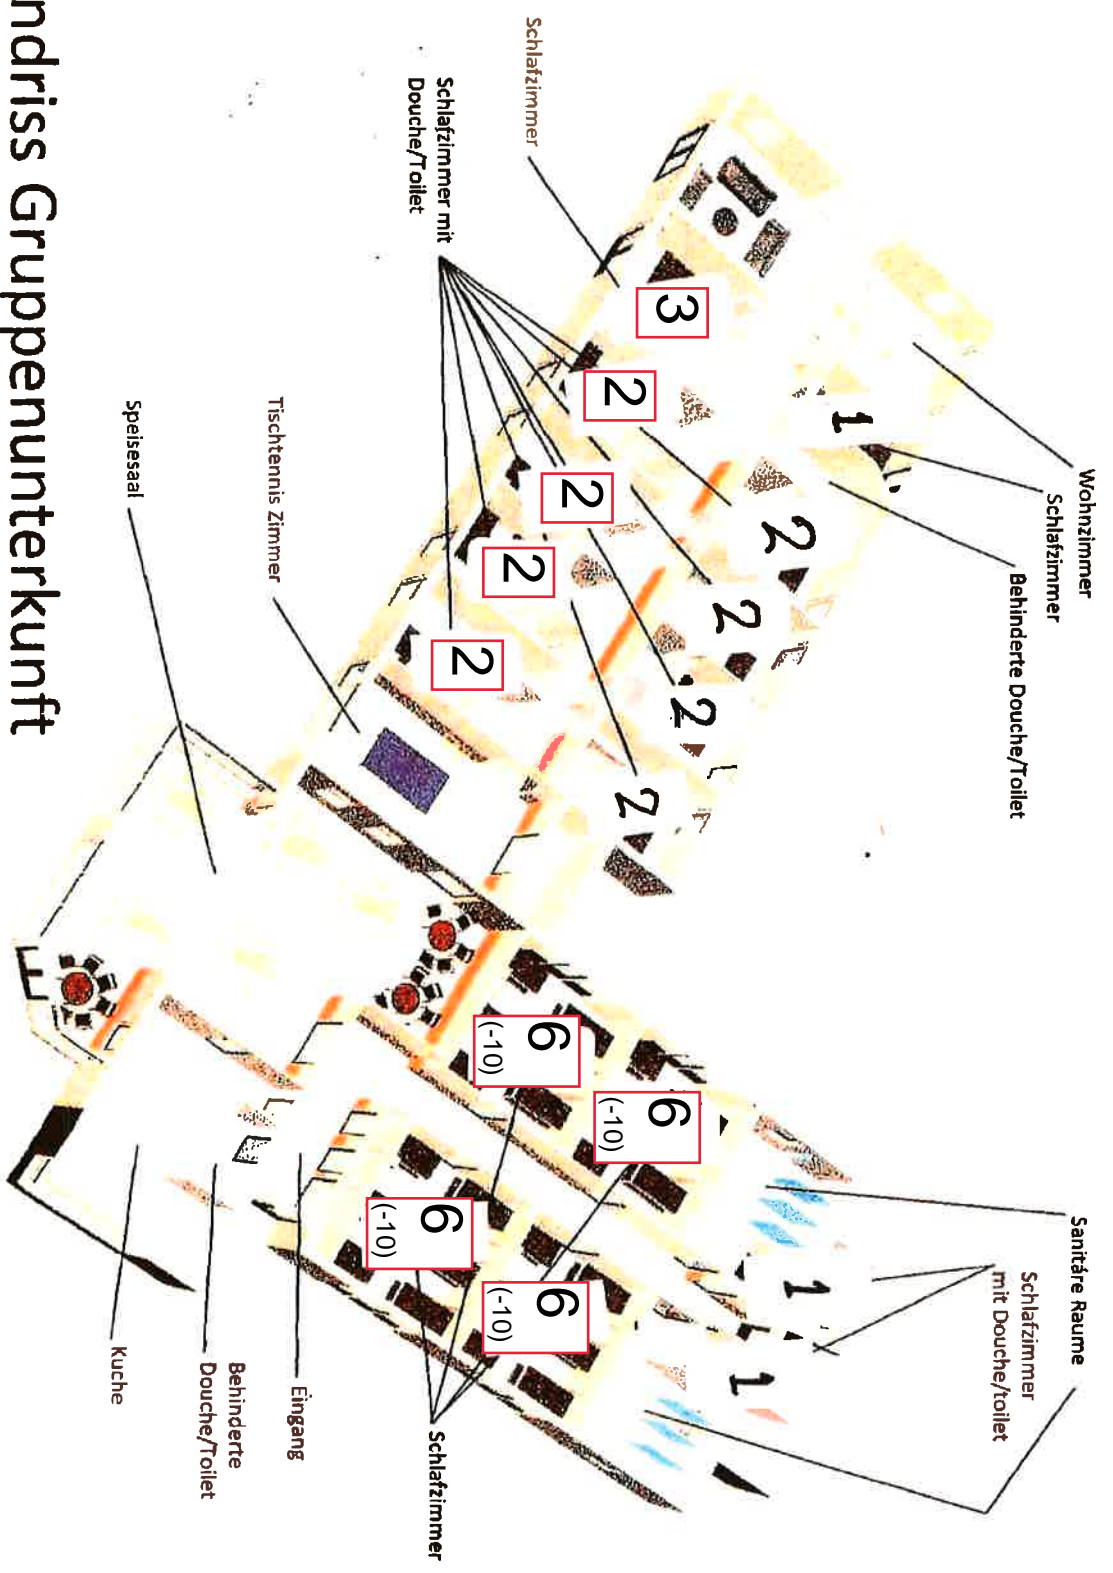 Wohnzimmer
Schlafzimmer
Behinderte Douche/Toilet
Sanitäre Raume
Schlafzimmer
mit Douche/toilet
Schlafzimmer
Schlafzimmer mit
Douche/Toilet
3
1
2
2
2
2
2
2
2
2
6
(-10)
6
(-10)
6
(-10)
6
(-10)
1
1
Tischtennis Zimmer
Speisesaal
Schlafzimmer
Eingang
Behinderte
Douche/Toilet
Kuche
ndriss Gruppenunterkunft